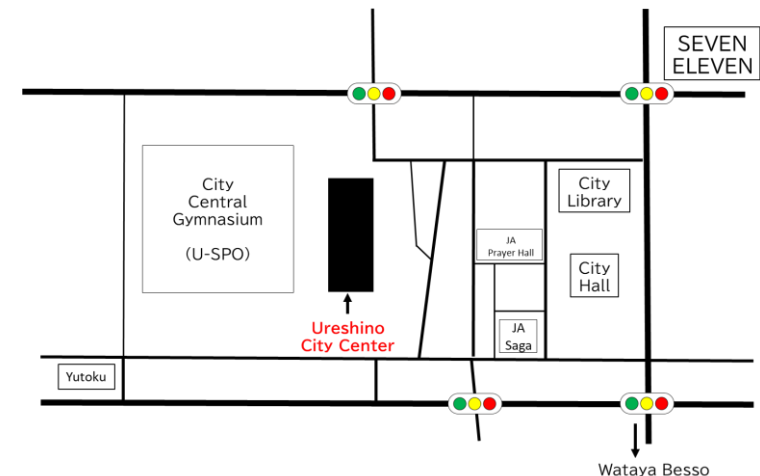 SEVEN
ELEVEN
City
Central
Gymnasium
(U-SPO)
City
Library
JA
Prayer Hall
City
Hall
Ureshino
City Center
JA
Saga
Yutoku
Wataya Besso